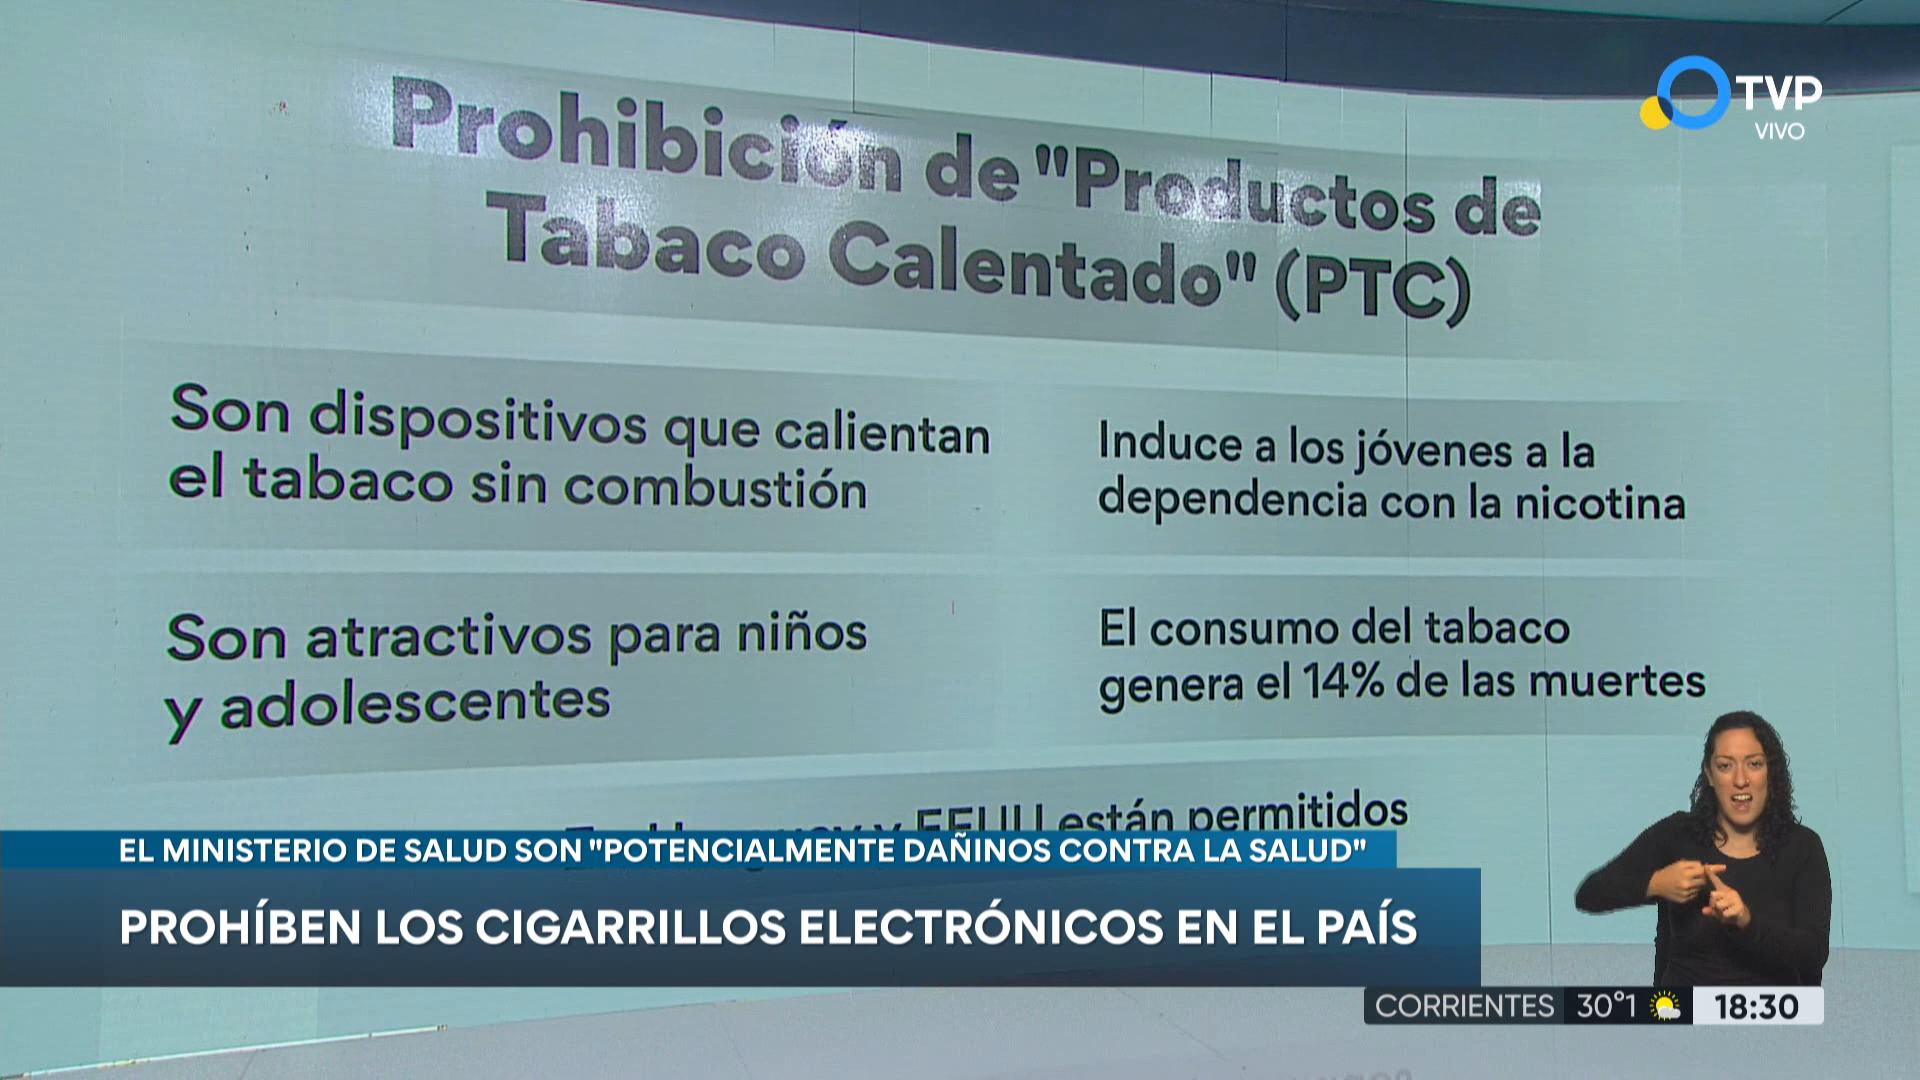 TVP
VIVO
Prohibición de "Productos de
Tabaco Calentado" (PTC)
Son dispositivos que calientan
el tabaco sin combustión
Induce a los jóvenes a la
dependencia con la nicotina
Son atractivos para niños
y adolescentes
El consumo del tabaco
genera el 14% de las muertes
y EEUU están permitidos
EL MINISTERIO DE SALUD SON "POTENCIALMENTE DAÑINOS CONTRA LA SALUD"
PROHÍBEN LOS CIGARRILLOS ELECTRÓNICOS EN EL PAÍS
CORRIENTES 30°1 18:30